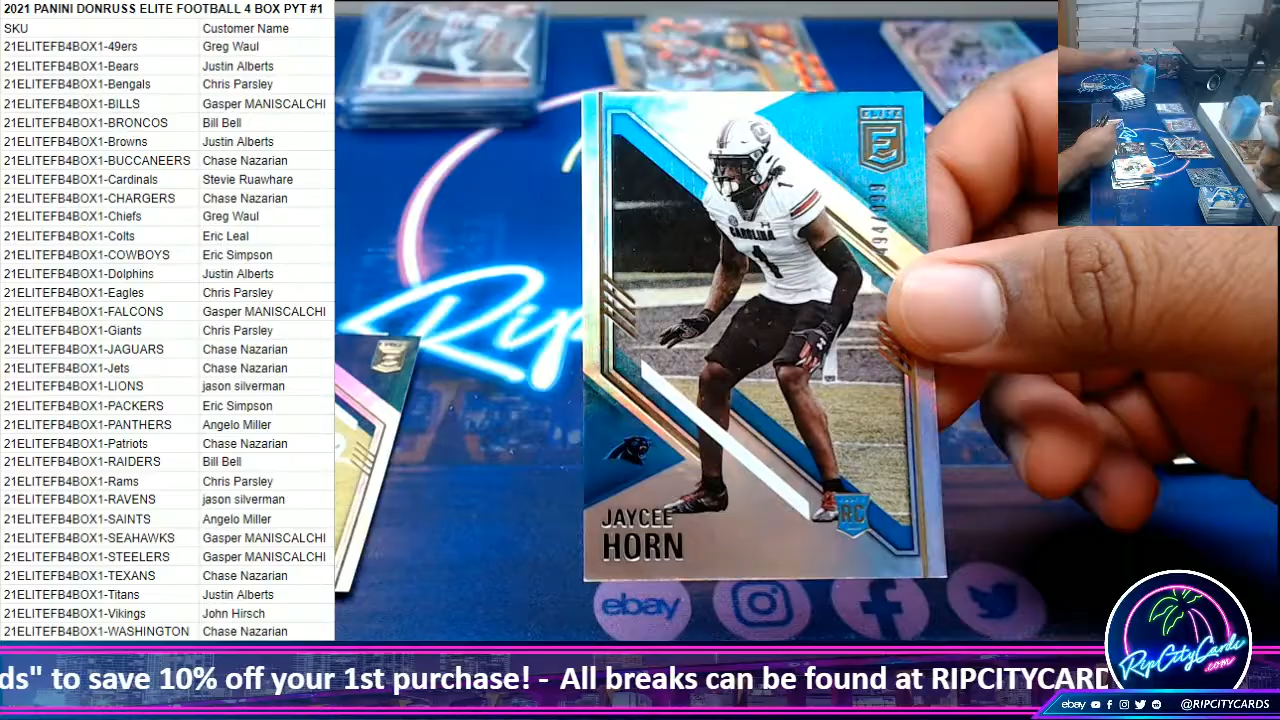 2021 PANINI DONRUSS ELITE FOOTBALL 4 BOX PYT #1
SKU Customer Name
21ELITEFB4BOX1-49ers Greg Waul
21ELITEFB4BOX1-Bears Justin Alberts
21ELITEFB4BOX1-Bengals Chris Parsley
21ELITEFB4BOX1-BILLS Gasper MANISCALCHI
21ELITEFB4BOX1-BRONCOS Bill Bell
21ELITEFB4BOX1-Browns Justin Alberts
21ELITEFB4BOX1-BUCCANEERS Chase Nazarian
21ELITEFB4BOX1-Cardinals Stevie Ruawhare
21ELITEFB4BOX1-CHARGERS Chase Nazarian
21ELITEFB4BOX1-Chiefs Greg Waul
21ELITEFB4BOX1-Colts Eric Leal
21ELITEFB4BOX1-COWBOYS Eric Simpson
21ELITEFB4BOX1-Dolphins Justin Alberts
21ELITEFB4BOX1-Eagles Chris Parsley
21ELITEFB4BOX1-FALCONS Gasper MANISCALCHI
21ELITEFB4BOX1-Giants Chris Parsley
21ELITEFB4BOX1-JAGUARS Chase Nazarian
21ELITEFB4BOX1-Jets Chase Nazarian
21ELITEFB4BOX1-LIONS jason silverman
21ELITEFB4BOX1-PACKERS Eric Simpson
21ELITEFB4BOX1-PANTHERS Angelo Miller
21ELITEFB4BOX1-Patriots Chase Nazarian
21ELITEFB4BOX1-RAIDERS Bill Bell
21ELITEFB4BOX1-Rams Chris Parsley
21ELITEFB4BOX1-RAVENS jason silverman
21ELITEFB4BOX1-SAINTS Angelo Miller
21ELITEFB4BOX1-SEAHAWKS Gasper MANISCALCHI
21ELITEFB4BOX1-STEELERS Gasper MANISCALCHI
21ELITEFB4BOX1-TEXANS Chase Nazarian
21ELITEFB4BOX1-Titans Justin Alberts
21ELITEFB4BOX1-Vikings John Hirsch
21ELITEFB4BOX1-WASHINGTON Chase Nazarian
ELITE
E
494/999
CAROLINA
1
1
Rip
JAYCEE
HORN
RC
ebay
RipCityCards
.com
ds" to save 10% off your 1st purchase! - All breaks can be found at RIPCITYCARD
ebay @RIPCITYCARDS